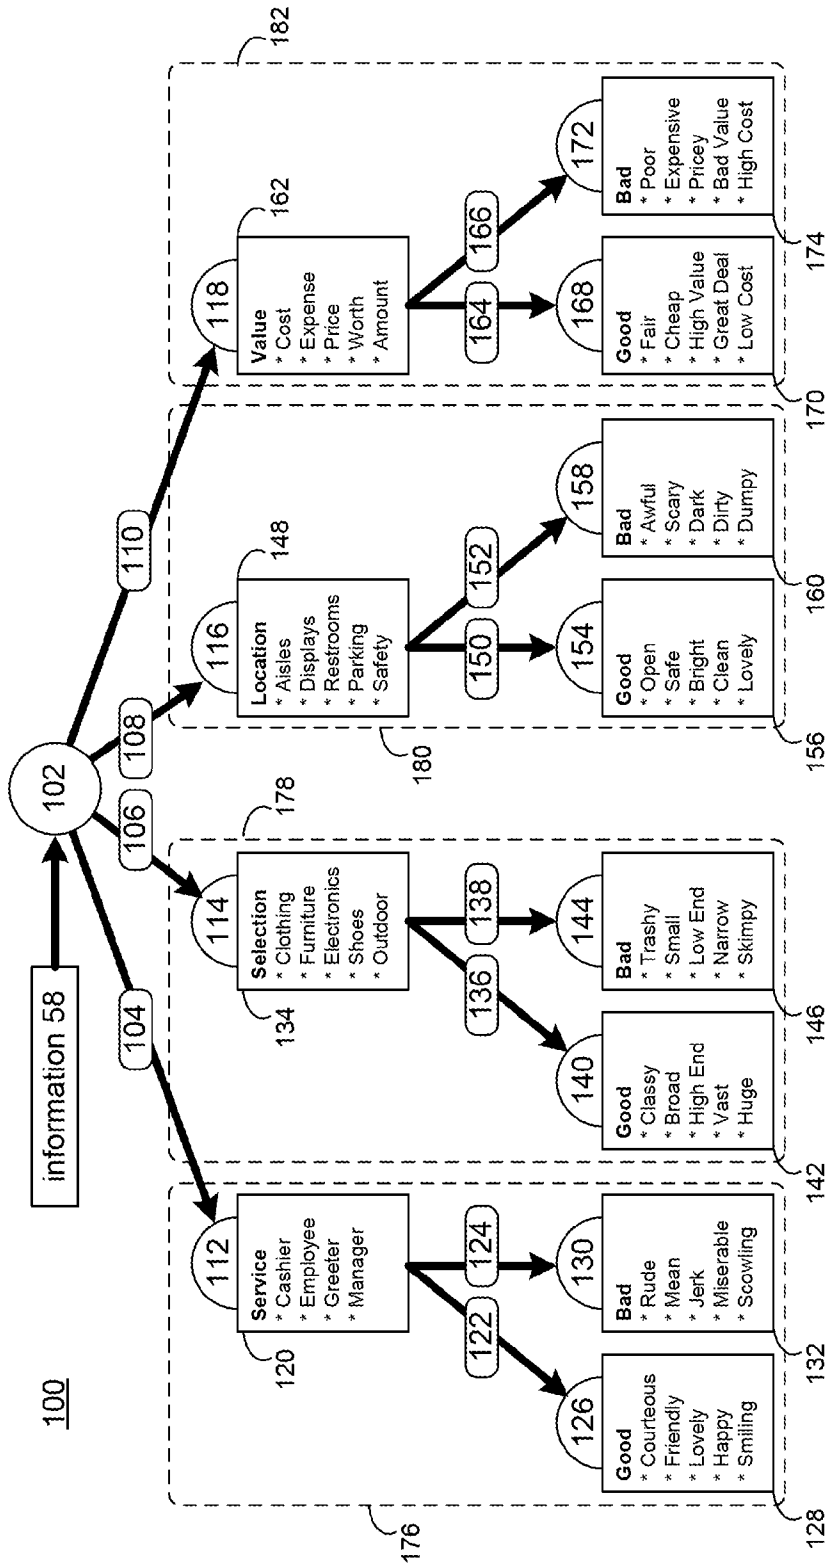 100
information 58
102
104
106
108
110
176
178
180
182
112
Service
* Cashier
* Employee
* Greeter
* Manager
120
122
124
126
Good
* Courteous
* Friendly
* Lovely
* Happy
* Smiling
128
130
Bad
* Rude
* Mean
* Jerk
* Miserable
* Scowling
132
114
Selection
* Clothing
* Furniture
* Electronics
* Shoes
* Outdoor
134
136
138
140
Good
* Classy
* Broad
* High End
* Vast
* Huge
142
144
Bad
* Trashy
* Small
* Low End
* Narrow
* Skimpy
146
116
Location
* Aisles
* Displays
* Restrooms
* Parking
* Safety
148
150
152
154
Good
* Open
* Safe
* Bright
* Clean
* Lovely
156
158
Bad
* Awful
* Scary
* Dark
* Dirty
* Dumpy
160
118
Value
* Cost
* Expense
* Price
* Worth
* Amount
162
164
166
168
Good
* Fair
* Cheap
* High Value
* Great Deal
* Low Cost
170
172
Bad
* Poor
* Expensive
* Pricey
* Bad Value
* High Cost
174